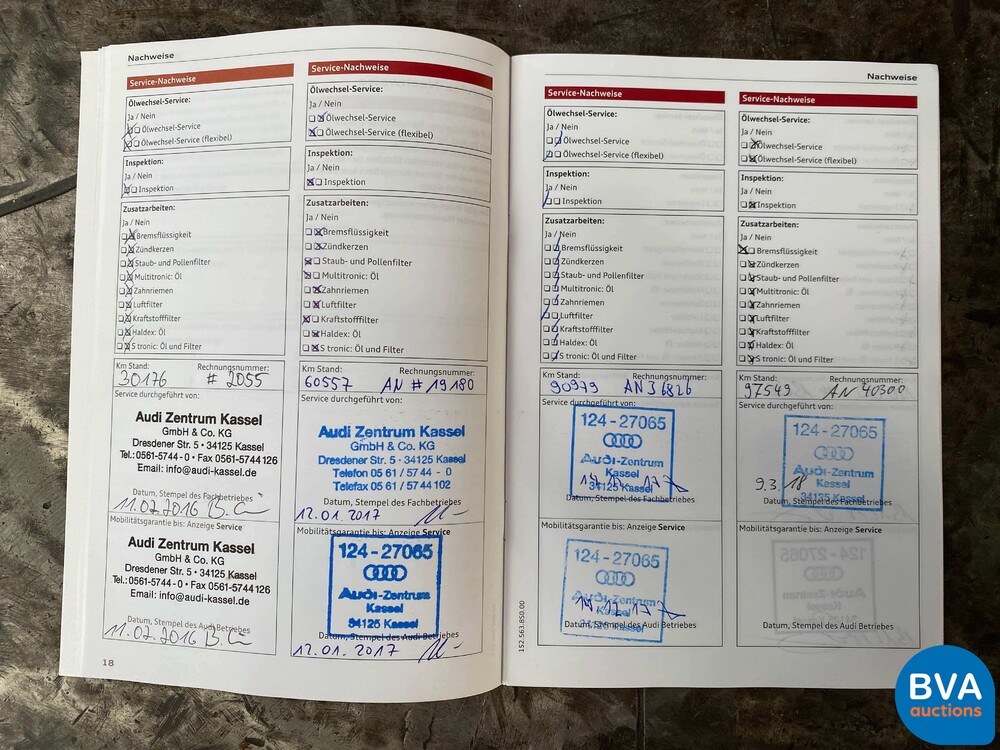 Nachweise
Service-Nachweise
Ölwechsel-Service:
Ja / Nein
Ölwechsel-Service
Ölwechsel-Service (flexibel)
Inspektion:
Ja / Nein
Inspektion
Zusatzarbeiten:
Ja / Nein
Bremsflüssigkeit
Zündkerzen
Staub- und Pollenfilter
Multitronic: Öl
Zahnriemen
Luftfilter
Kraftstofffilter
Haldex: Öl
S tronic: Öl und Filter
Km Stand: Rechnungsnummer:
30176 # 2055
Service durchgeführt von:
Audi Zentrum Kassel
GmbH & Co. KG
Dresdener Str. 5 · 34125 Kassel
Tel.: 0561-5744-0 · Fax 0561-5744126
Email: info@audi-kassel.de
Datum, Stempel des Fachbetriebes
11.02.2016
Mobilitätsgarantie bis: Anzeige Service
Audi Zentrum Kassel
GmbH & Co. KG
Dresdener Str. 5 · 34125 Kassel
Tel.: 0561-5744-0 · Fax 0561-5744126
Email: info@audi-kassel.de
Datum, Stempel des Audi Betriebes
11.02.2016
18
Service-Nachweise
Ölwechsel-Service:
Ja / Nein
Ölwechsel-Service
Ölwechsel-Service (flexibel)
Inspektion:
Ja / Nein
Inspektion
Zusatzarbeiten:
Ja / Nein
Bremsflüssigkeit
Zündkerzen
Staub- und Pollenfilter
Multitronic: Öl
Zahnriemen
Luftfilter
Kraftstofffilter
Haldex: Öl
S tronic: Öl und Filter
Km Stand: Rechnungsnummer:
60557 AN # 19180
Service durchgeführt von:
Audi Zentrum Kassel
GmbH & Co. KG
Dresdener Str. 5 · 34125 Kassel
Telefon 05 61 / 57 44 - 0
Telefax 05 61 / 57 44 102
Datum, Stempel des Fachbetriebes
12.01.2017
Mobilitätsgarantie bis: Anzeige Service
124-27065
Audi-Zentrum
Kassel
34125 Kassel
Datum, Stempel des Audi Betriebes
12.01.2017
Nachweise
Service-Nachweise
Ölwechsel-Service:
Ja / Nein
Ölwechsel-Service
Ölwechsel-Service (flexibel)
Inspektion:
Ja / Nein
Inspektion
Zusatzarbeiten:
Ja / Nein
Bremsflüssigkeit
Zündkerzen
Staub- und Pollenfilter
Multitronic: Öl
Zahnriemen
Luftfilter
Kraftstofffilter
Haldex: Öl
S tronic: Öl und Filter
Km Stand: Rechnungsnummer:
90979 AN 36826
Service durchgeführt von:
124-27065
Audi-Zentrum
Kassel
34125 Kassel
Datum, Stempel des Fachbetriebes
Mobilitätsgarantie bis: Anzeige Service
124-27065
Audi-Zentrum
Kassel
34125 Kassel
14.12.17
Datum, Stempel des Audi Betriebes
152.563.850.00
Service-Nachweise
Ölwechsel-Service:
Ja / Nein
Ölwechsel-Service
Ölwechsel-Service (flexibel)
Inspektion:
Ja / Nein
Inspektion
Zusatzarbeiten:
Ja / Nein
Bremsflüssigkeit
Zündkerzen
Staub- und Pollenfilter
Multitronic: Öl
Zahnriemen
Luftfilter
Kraftstofffilter
Haldex: Öl
S tronic: Öl und Filter
Km Stand: Rechnungsnummer:
97549 AN 40300
Service durchgeführt von:
124-27065
Audi-Zentrum
Kassel
34125 Kassel
9.3.18
Datum, Stempel des Fachbetriebes
Mobilitätsgarantie bis: Anzeige Service
124-27065
Datum, Stempel des Audi Betriebes
BVA
auctions